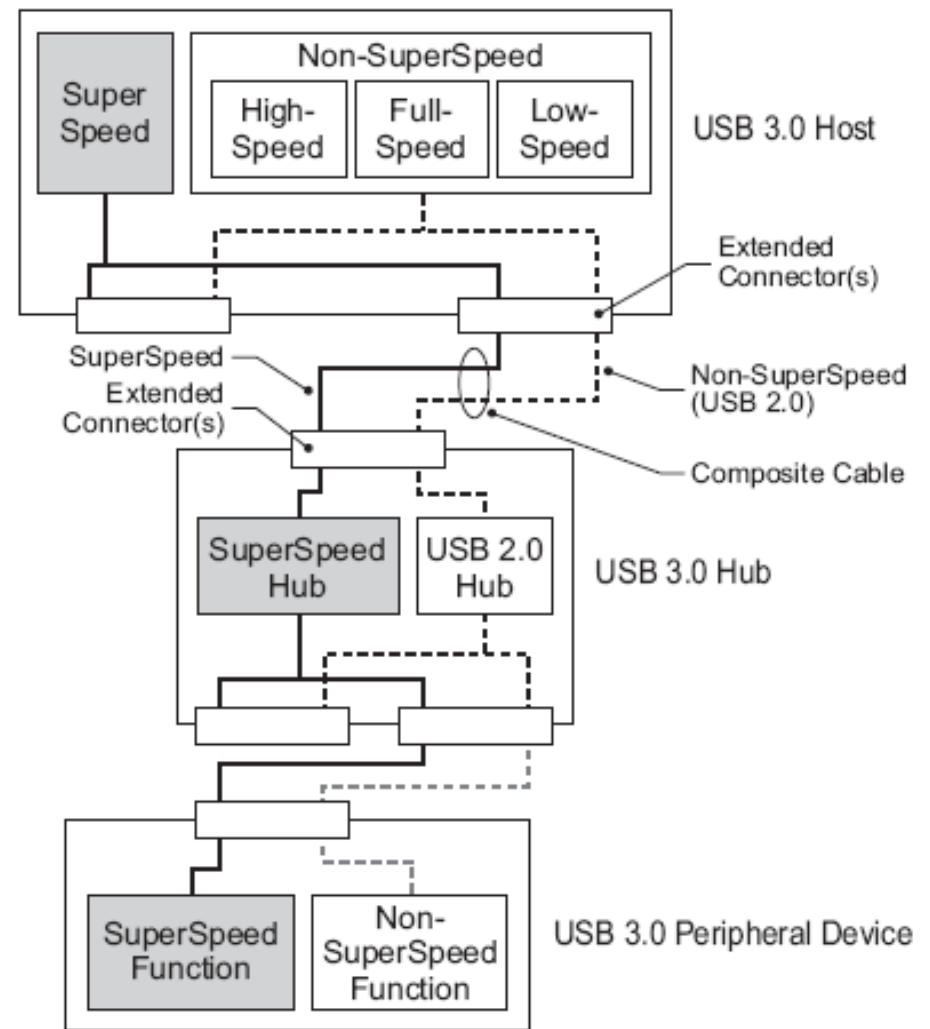 Super
Speed
Non-SuperSpeed
High-
Speed
Full-
Speed
Low-
Speed
USB 3.0 Host
Extended
Connector(s)
SuperSpeed
Extended
Connector(s)
Non-SuperSpeed
(USB 2.0)
Composite Cable
SuperSpeed
Hub
USB 2.0
Hub
USB 3.0 Hub
SuperSpeed
Function
Non-
SuperSpeed
Function
USB 3.0 Peripheral Device